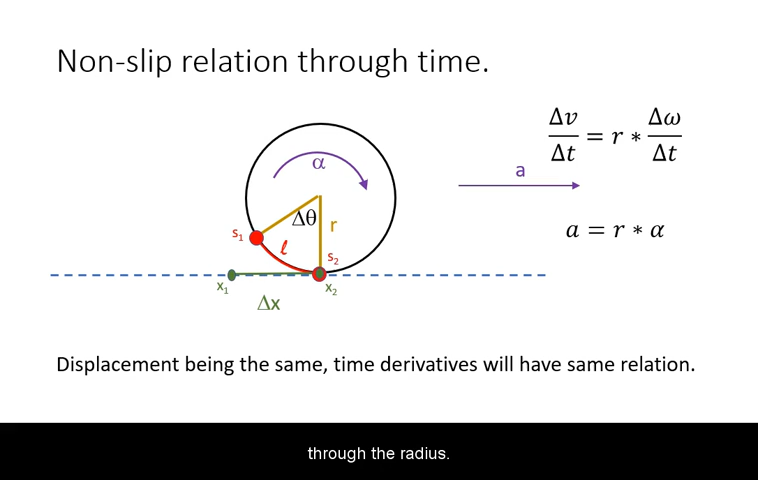 Non-slip relation through time.
Δv/Δt = r * Δω/Δt
α
a
Δθ
r
a = r * α
s₁
ℓ
s₂
x₁
x₂
Δx
Displacement being the same, time derivatives will have same relation.
through the radius.